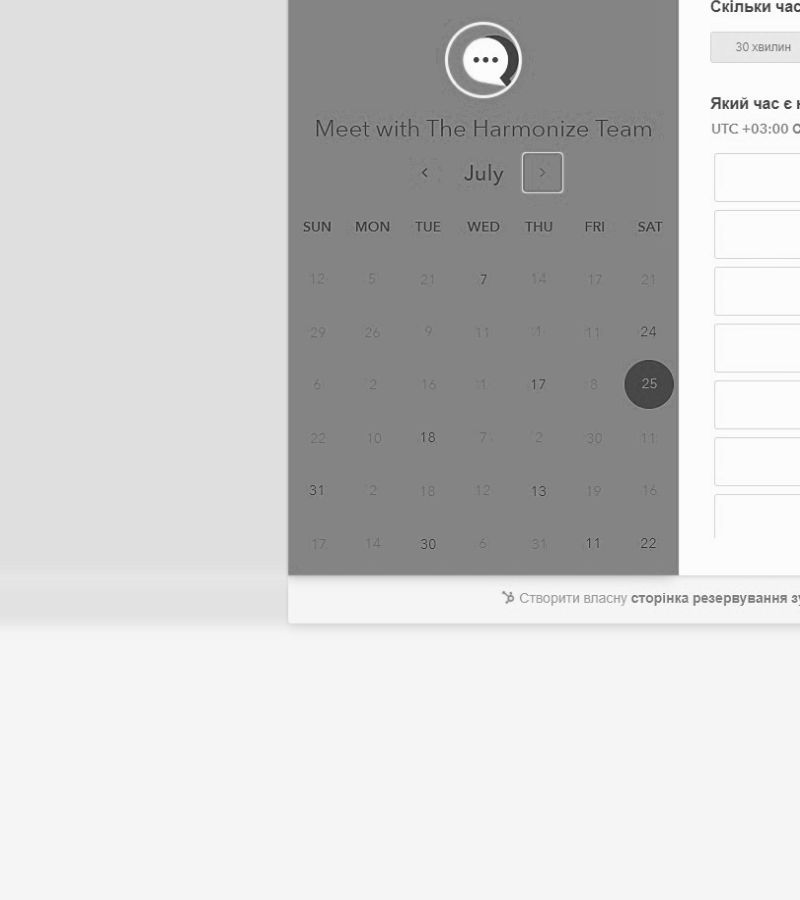 Скільки час
30 хвилин
Який час є
UTC +03:00
Meet with The Harmonize Team
‹ July ›
SUN MON TUE WED THU FRI SAT
12 5 21 7 14 17 21
29 26 9 11 1 11 24
6 2 16 1 17 8 25
22 10 18 7 2 30 11
31 2 18 12 13 19 16
17 14 30 6 31 11 22
Створити власну сторінка резервування